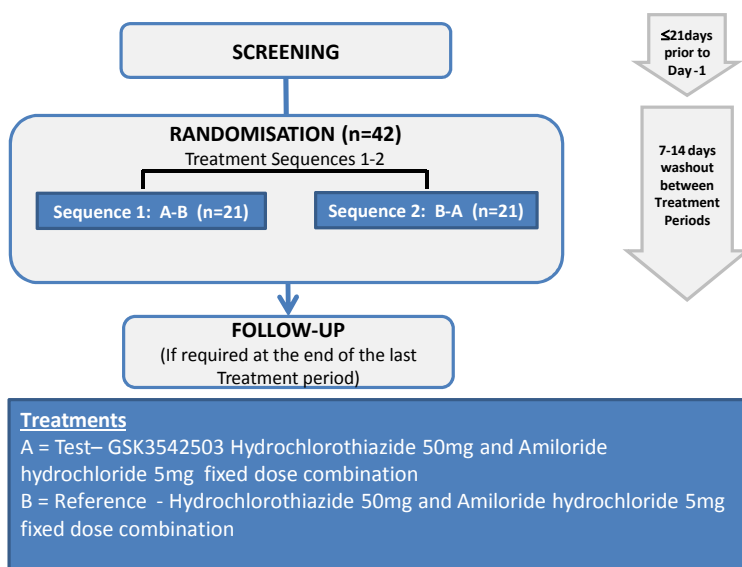 SCREENING
≤21days
prior to
Day -1
RANDOMISATION (n=42)
Treatment Sequences 1-2
Sequence 1: A-B (n=21)
Sequence 2: B-A (n=21)
7-14 days
washout
between
Treatment
Periods
FOLLOW-UP
(If required at the end of the last
Treatment period)
Treatments
A = Test– GSK3542503 Hydrochlorothiazide 50mg and Amiloride
hydrochloride 5mg fixed dose combination
B = Reference - Hydrochlorothiazide 50mg and Amiloride hydrochloride 5mg
fixed dose combination